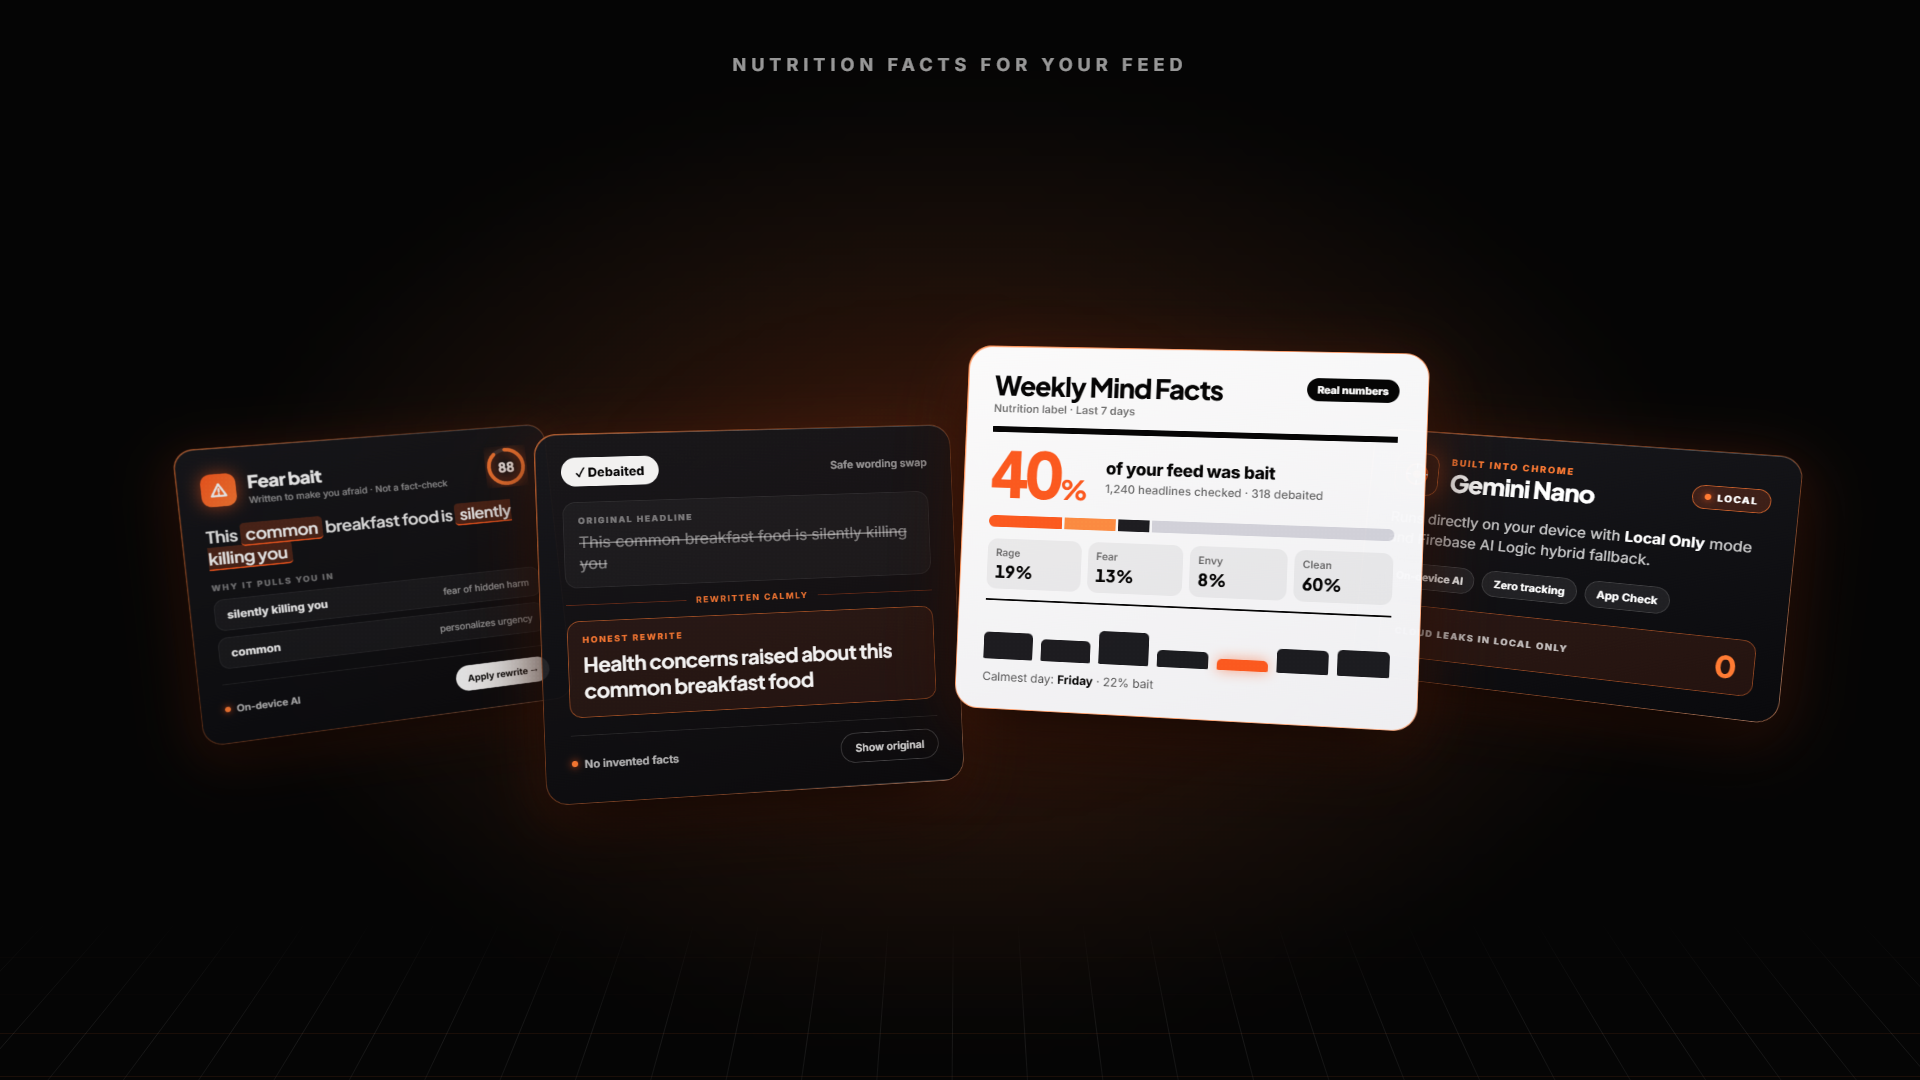 NUTRITION FACTS FOR YOUR FEED
Fear bait
Written to make you afraid · Not a fact-check
88
This common breakfast food is silently
killing you
WHY IT PULLS YOU IN
silently killing you
fear of hidden harm
common
personalizes urgency
On-device AI
Apply rewrite →
✓ Debaited
Safe wording swap
ORIGINAL HEADLINE
This common breakfast food is silently killing
you
REWRITTEN CALMLY
HONEST REWRITE
Health concerns raised about this
common breakfast food
No invented facts
Show original
Weekly Mind Facts
Nutrition label · Last 7 days
Real numbers
40%
of your feed was bait
1,240 headlines checked · 318 debaited
Rage
19%
Fear
13%
Envy
8%
Clean
60%
Calmest day: Friday · 22% bait
BUILT INTO CHROME
Gemini Nano
LOCAL
directly on your device with Local Only mode
Firebase AI Logic hybrid fallback.
device AI
Zero tracking
App Check
LEAKS IN LOCAL ONLY
0